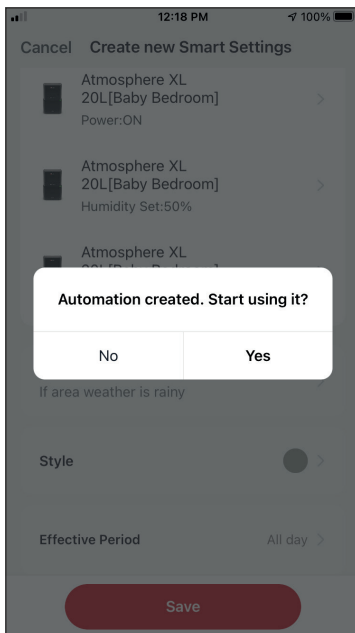 12:18 PM
100%
Cancel Create new Smart Settings
Atmosphere XL
20L[Baby Bedroom]
Power:ON
Atmosphere XL
20L[Baby Bedroom]
Humidity Set:50%
Atmosphere XL
Automation created. Start using it?
No Yes
If area weather is rainy
Style
Effective Period All day
Save